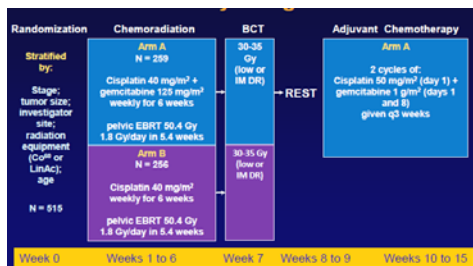 Randomization
Chemoradiation
BCT
Adjuvant Chemotherapy
Stratified
by:
Stage;
tumor size;
investigator
site;
radiation
equipment
(Co⁶⁰ or
LinAc);
age
N = 515
Arm A
N = 259
Cisplatin 40 mg/m² +
gemcitabine 125 mg/m²
weekly for 6 weeks
pelvic EBRT 50.4 Gy
1.8 Gy/day in 5.4 weeks
Arm B
N = 256
Cisplatin 40 mg/m²
weekly for 6 weeks
pelvic EBRT 50.4 Gy
1.8 Gy/day in 5.4 weeks
30-35
Gy
(low or
IM DR)
30-35 Gy
(low or
IM DR)
REST
Arm A
2 cycles of:
Cisplatin 50 mg/m² (day 1) +
gemcitabine 1 g/m² (days 1
and 8)
given q3 weeks
Week 0
Weeks 1 to 6
Week 7
Weeks 8 to 9
Weeks 10 to 15